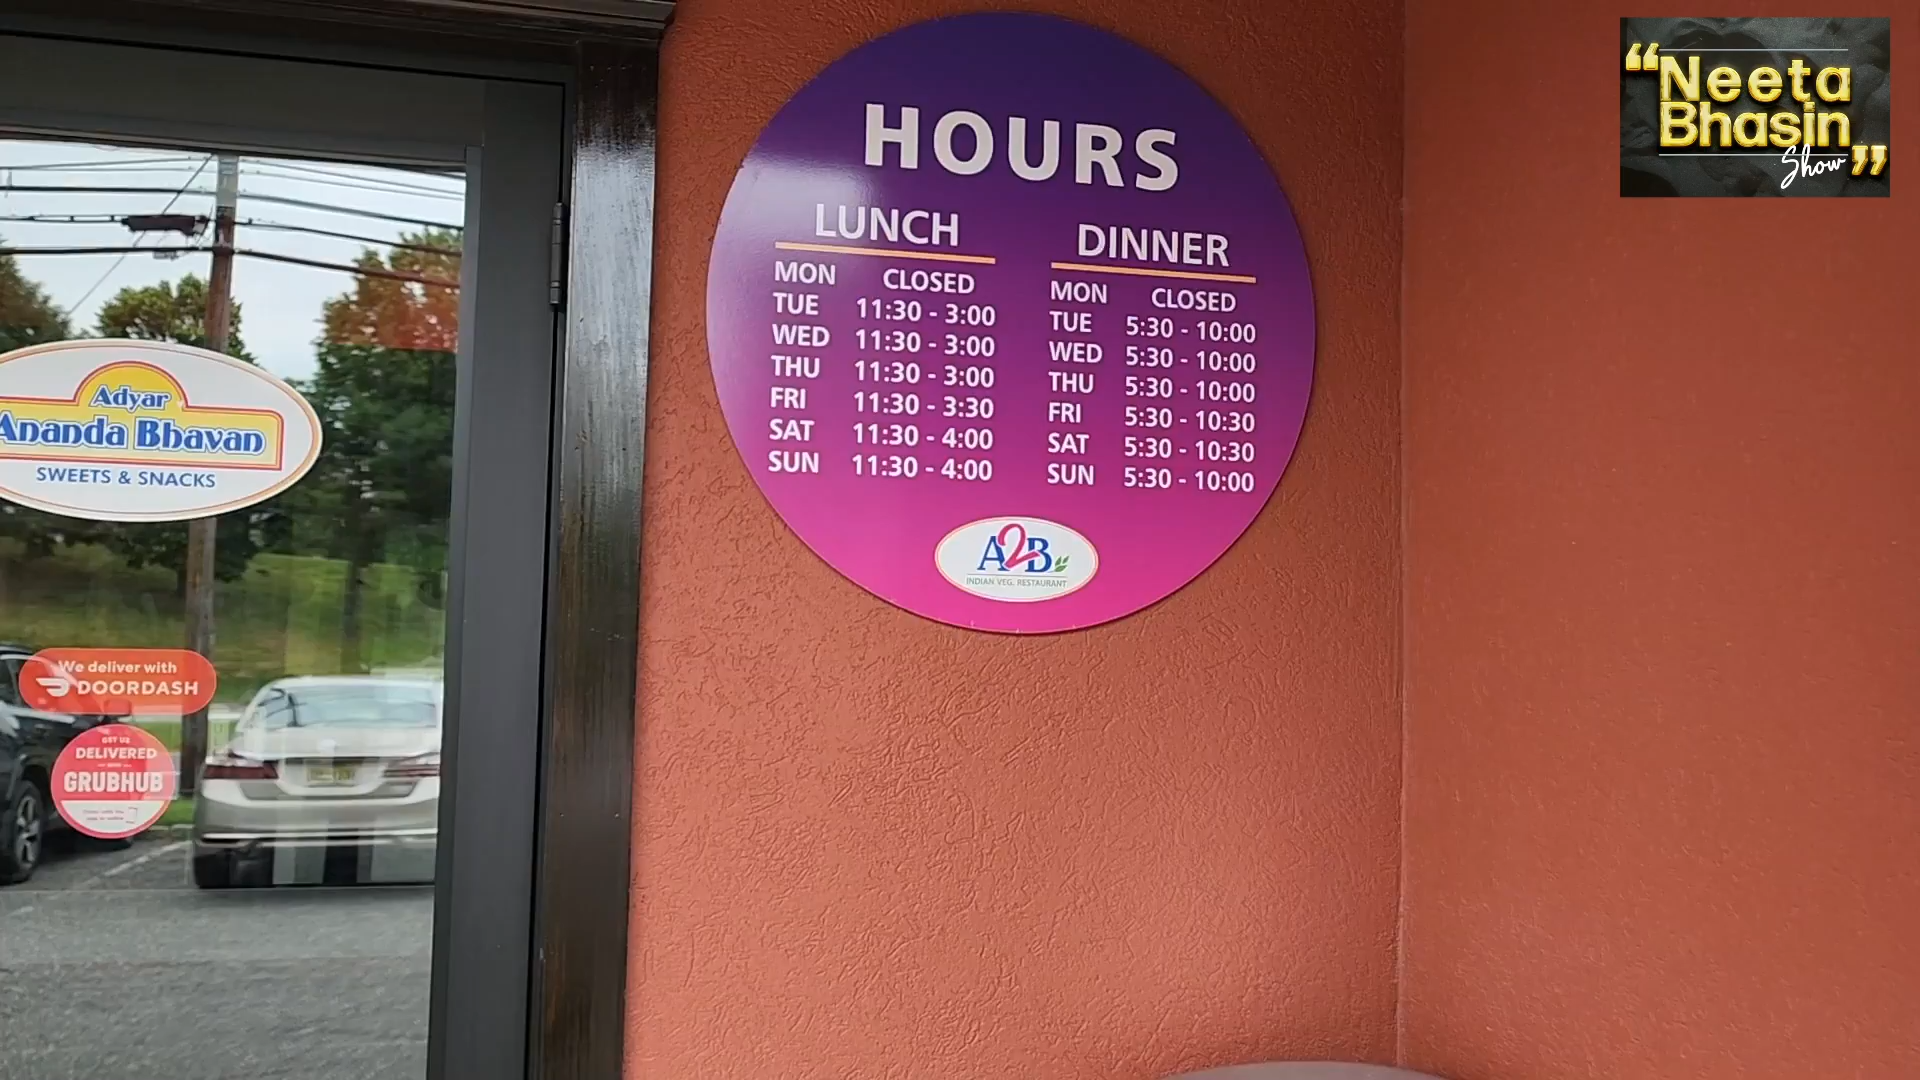 HOURS
LUNCH
MON CLOSED
TUE 11:30 - 3:00
WED 11:30 - 3:00
THU 11:30 - 3:00
FRI 11:30 - 3:30
SAT 11:30 - 4:00
SUN 11:30 - 4:00
DINNER
MON CLOSED
TUE 5:30 - 10:00
WED 5:30 - 10:00
THU 5:30 - 10:00
FRI 5:30 - 10:30
SAT 5:30 - 10:30
SUN 5:30 - 10:00
A2B
INDIAN VEG. RESTAURANT
Adyar
Ananda Bhavan
SWEETS & SNACKS
We deliver with
DOORDASH
GET US
DELIVERED
GRUBHUB
"Neeta
Bhasin
Show"